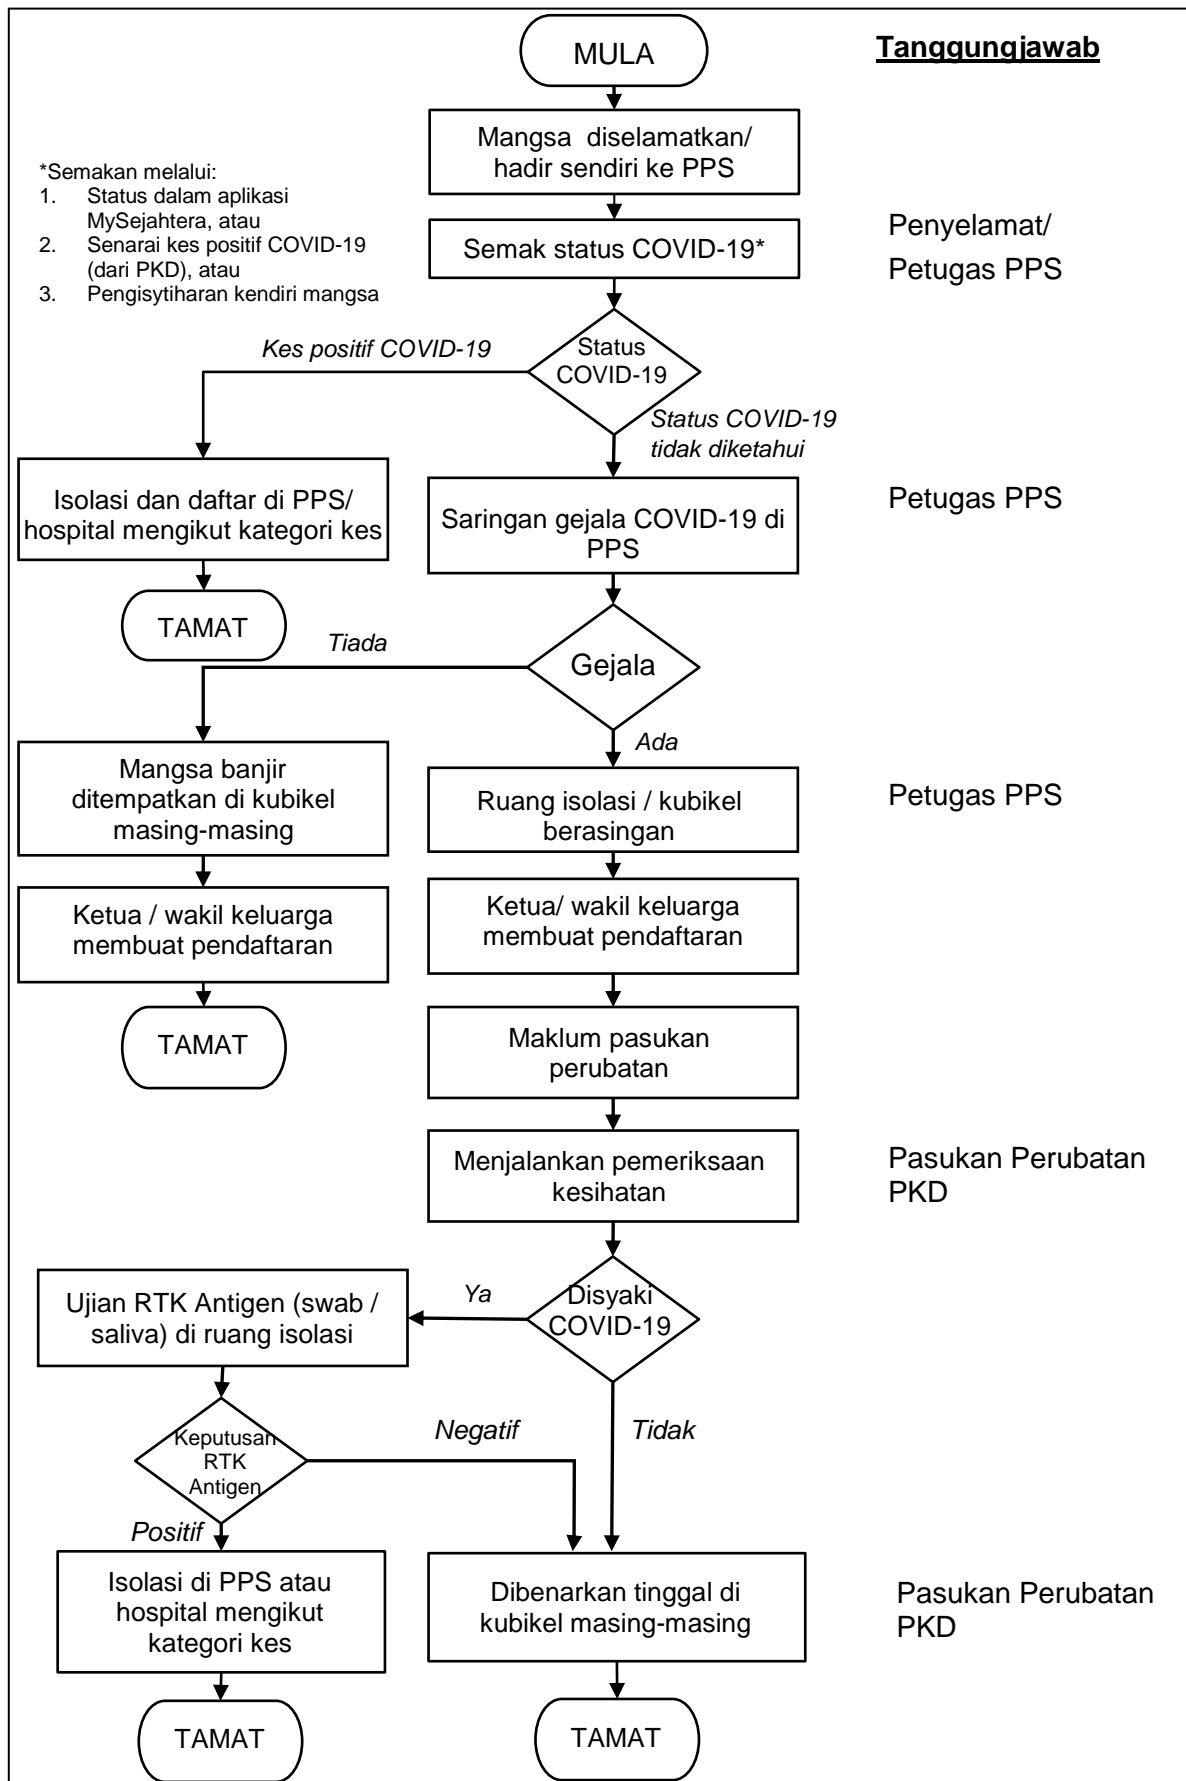 MULA
Tanggungjawab
Mangsa diselamatkan/
hadir sendiri ke PPS
*Semakan melalui:
1. Status dalam aplikasi
MySejahtera, atau
2. Senarai kes positif COVID-19
(dari PKD), atau
3. Pengisytiharan kendiri mangsa
Semak status COVID-19*
Penyelamat/
Petugas PPS
Kes positif COVID-19
Status
COVID-19
Status COVID-19
tidak diketahui
Isolasi dan daftar di PPS/
hospital mengikut kategori kes
Saringan gejala COVID-19 di
PPS
Petugas PPS
TAMAT
Tiada
Gejala
Ada
Mangsa banjir
ditempatkan di kubikel
masing-masing
Ruang isolasi / kubikel
berasingan
Petugas PPS
Ketua / wakil keluarga
membuat pendaftaran
Ketua/ wakil keluarga
membuat pendaftaran
TAMAT
Maklum pasukan
perubatan
Menjalankan pemeriksaan
kesihatan
Pasukan Perubatan
PKD
Ujian RTK Antigen (swab /
saliva) di ruang isolasi
Ya
Disyaki
COVID-19
Keputusan
RTK
Antigen
Negatif
Tidak
Positif
Isolasi di PPS atau
hospital mengikut
kategori kes
Dibenarkan tinggal di
kubikel masing-masing
Pasukan Perubatan
PKD
TAMAT
TAMAT